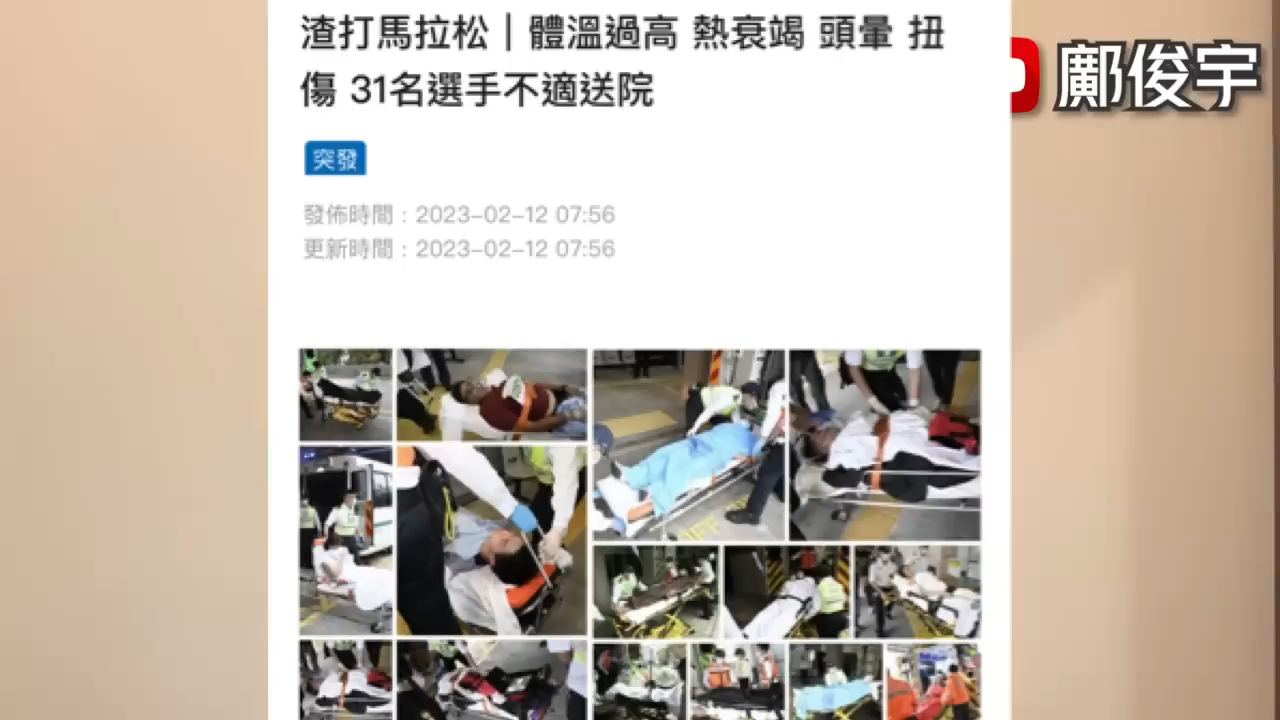 渣打馬拉松｜體溫過高 熱衰竭 頭暈 扭
傷 31名選手不適送院
鄺俊宇
突發
發佈時間：2023-02-12 07:56
更新時間：2023-02-12 07:56